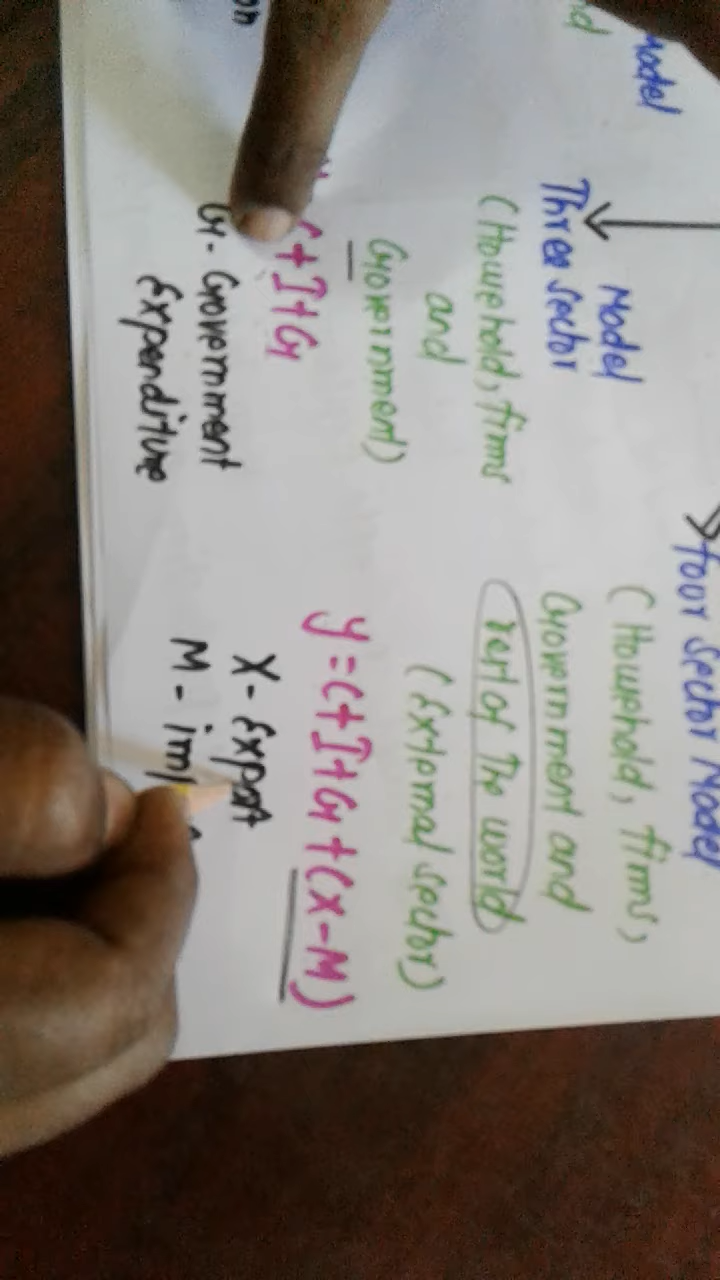 Model
Three sector
Model
(Household, firms
and
Government)
C+I+G
G - Government
Expenditure
Four Sector Model
(Household, firms,
Government and
rest of the world
(External sector)
Y = C+I+G+(X-M)
X - Export
M -